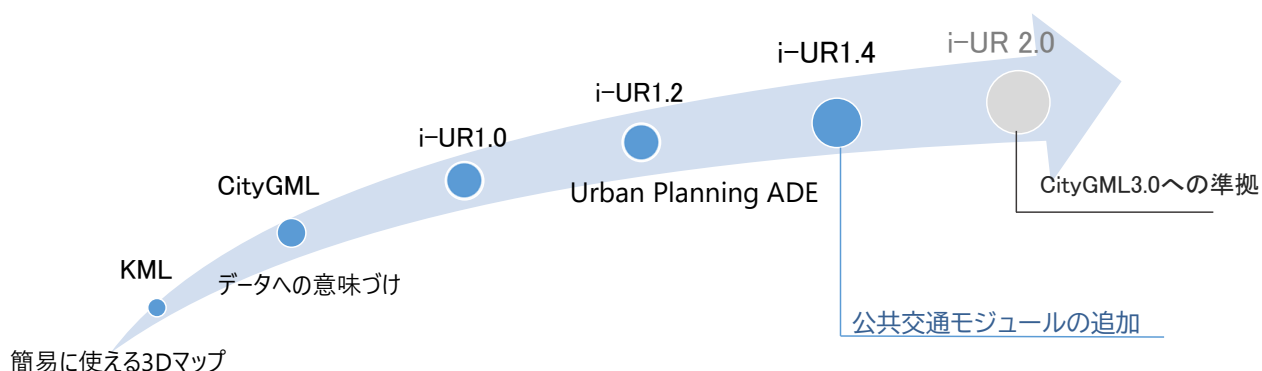 i-UR 2.0
i-UR1.4
i-UR1.2
i-UR1.0
CityGML
Urban Planning ADE
CityGML3.0への準拠
KML
データへの意味づけ
公共交通モジュールの追加
簡易に使える3Dマップ